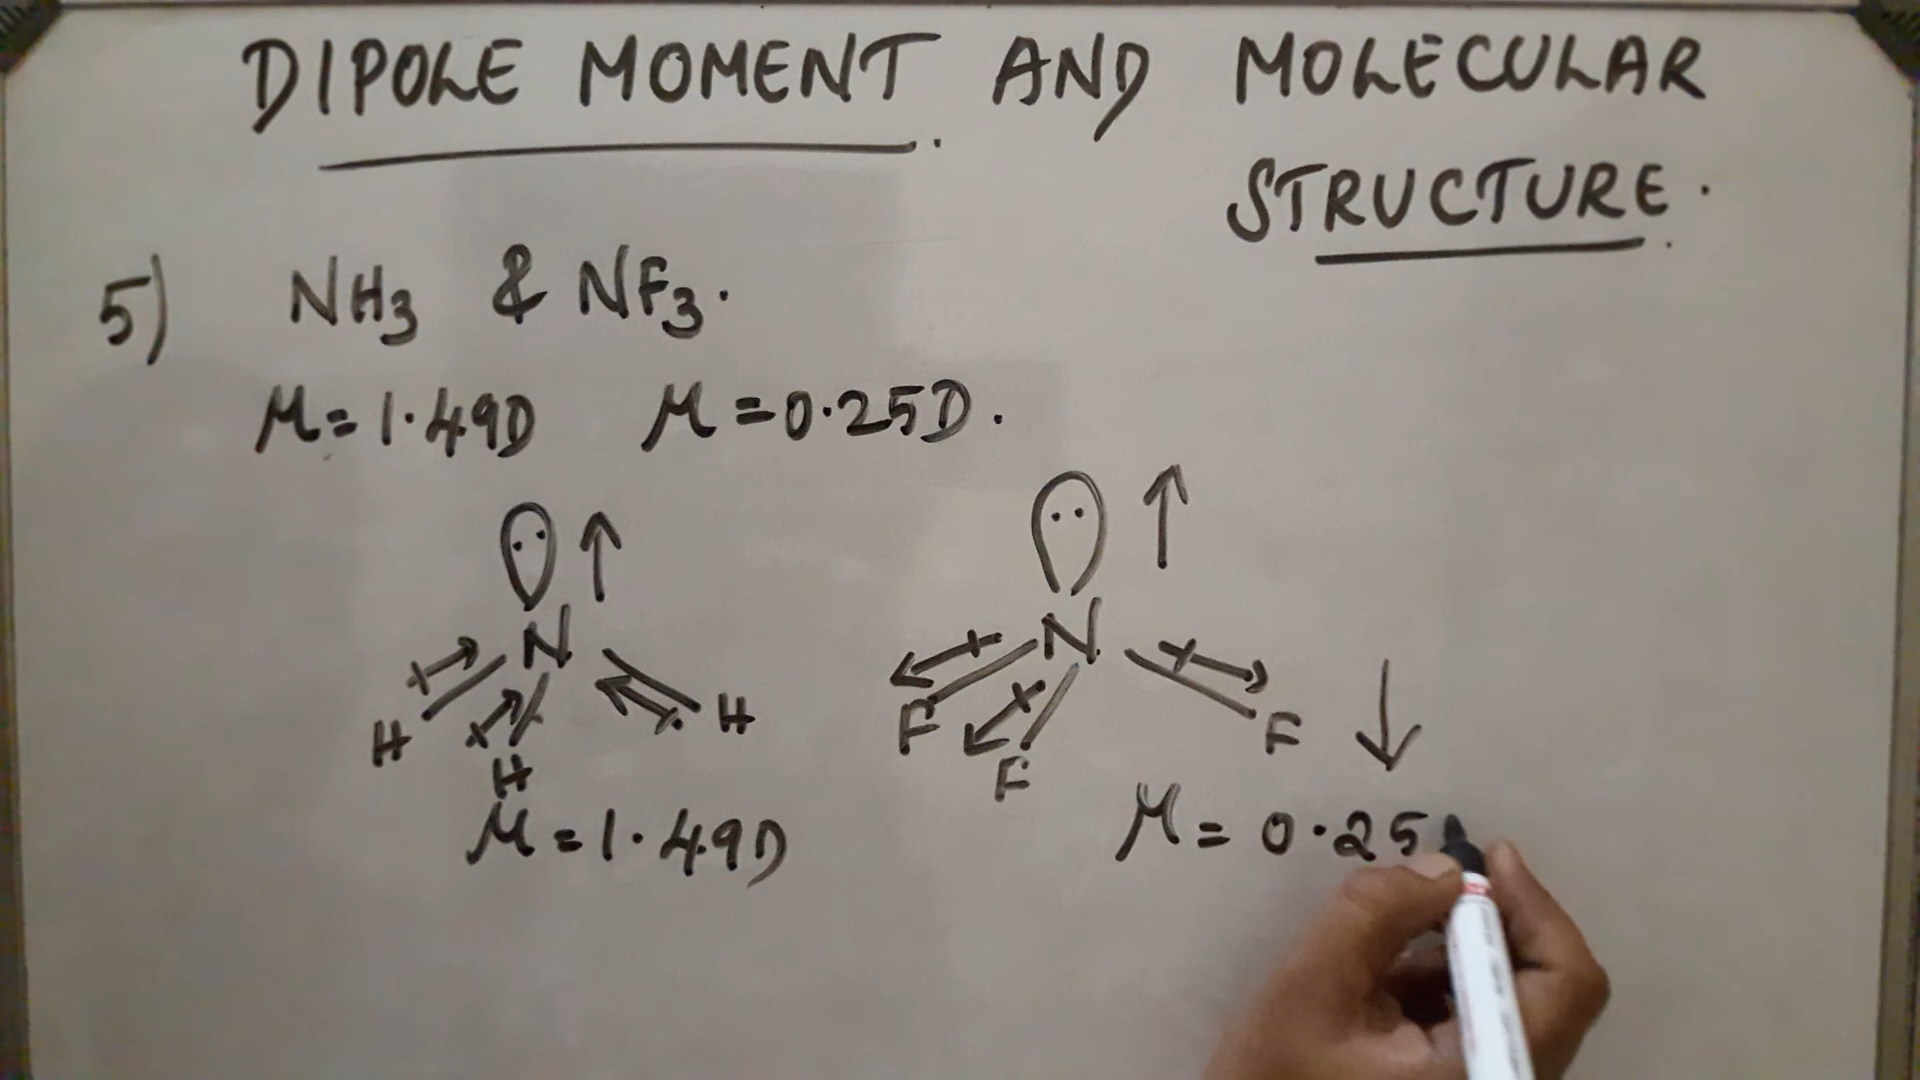 DIPOLE MOMENT. AND MOLECULAR
STRUCTURE.
5) NH3 & NF3.
μ=1.49D μ=0.25D.
N N
H H F F
H F
μ=1.49D μ=0.25